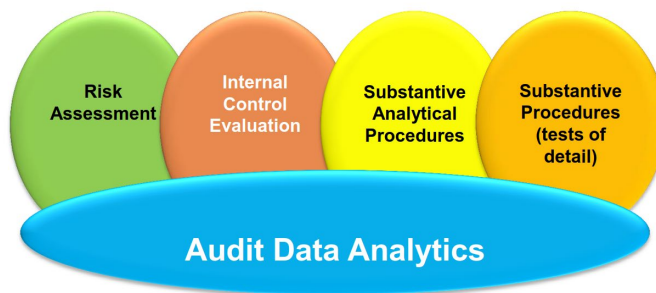 Risk
Assessment
Internal
Control
Evaluation
Substantive
Analytical
Procedures
Substantive
Procedures
(tests of
detail)
Audit Data Analytics